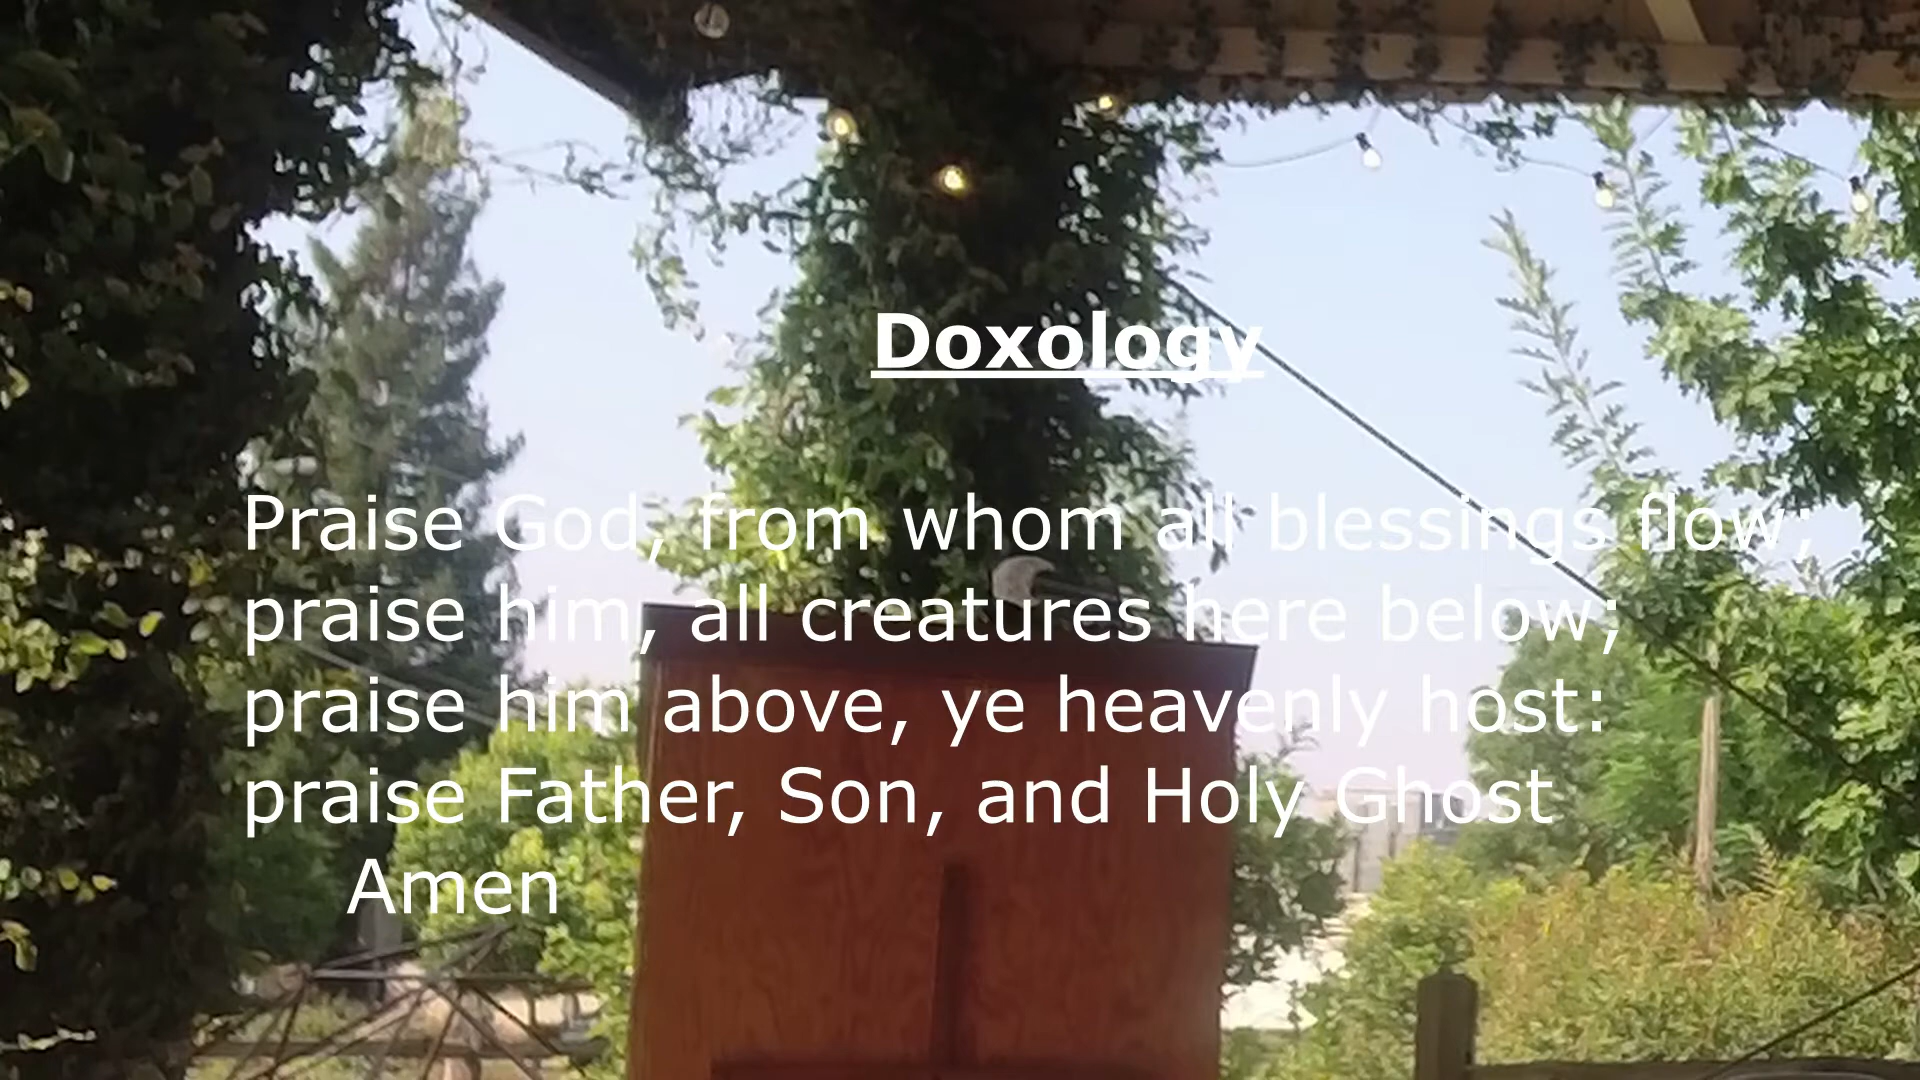 Doxology
Praise God, from whom all blessings flow;
praise him, all creatures here below;
praise him above, ye heavenly host:
praise Father, Son, and Holy Ghost
Amen